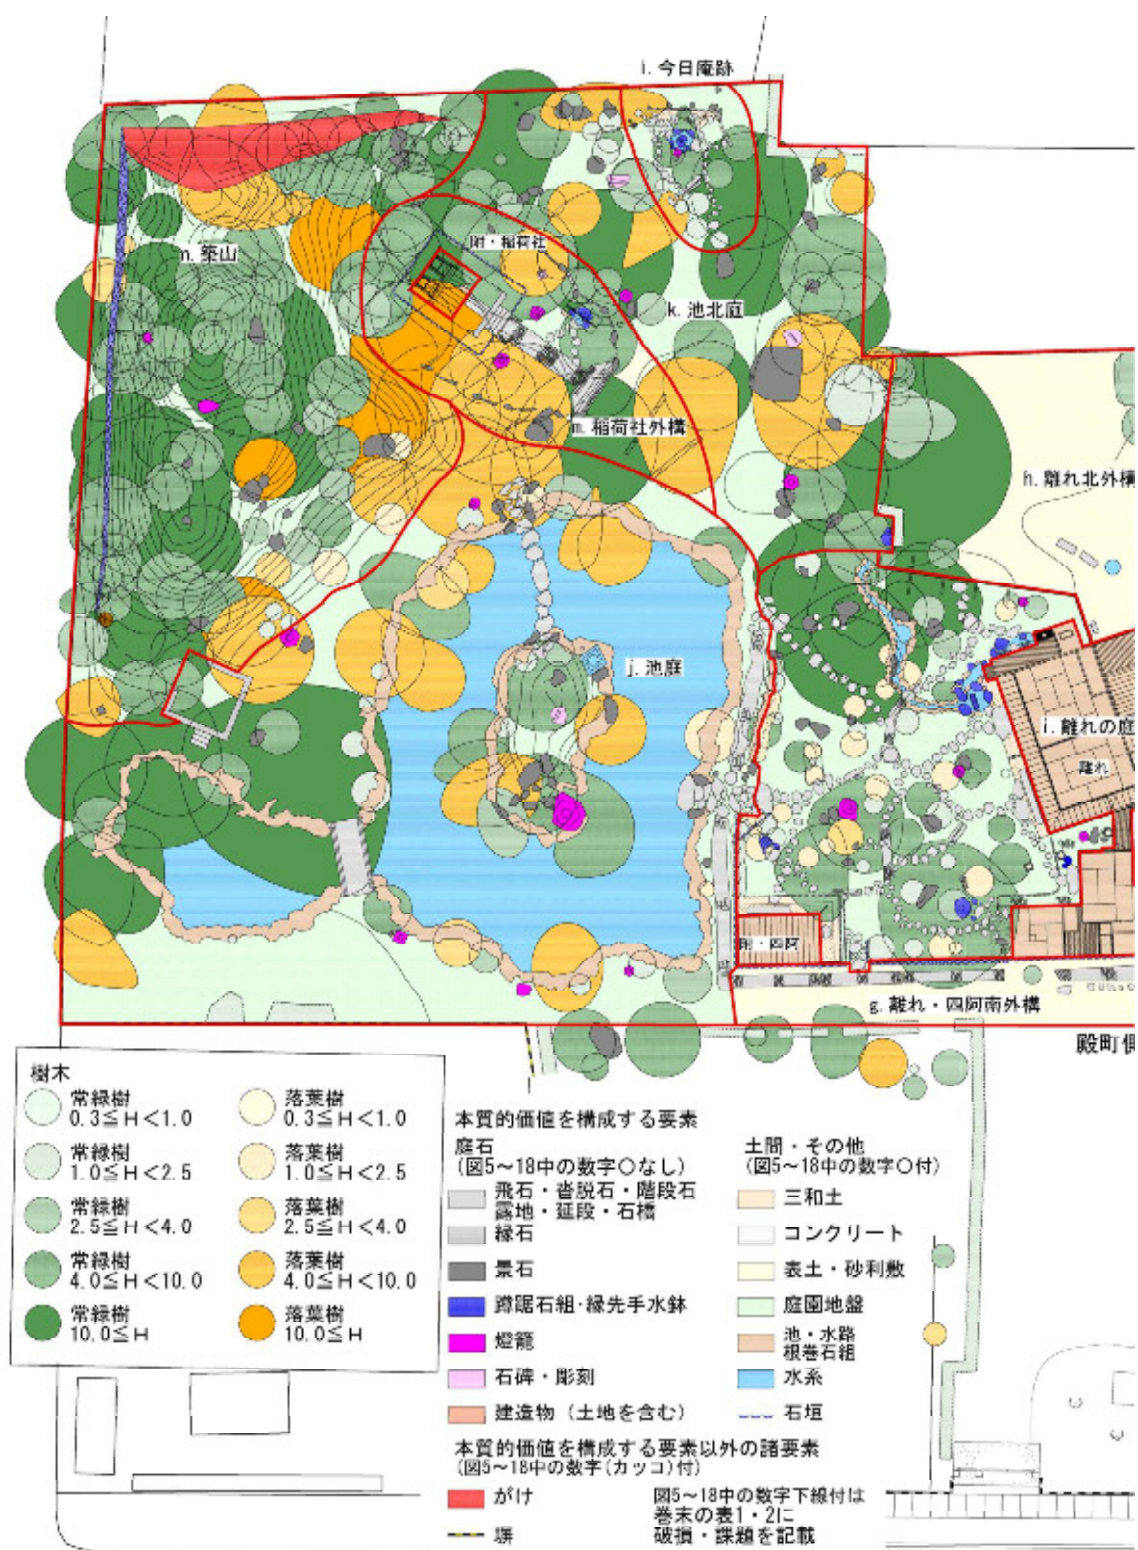 l. 今日庵跡
m. 築山
附・稲荷社
k. 池北庭
m. 稲荷社外構
h. 離れ北外構
j. 池庭
i. 離れの庭
離れ
附・四阿
g. 離れ・四阿南外構
殿町側
樹木
常緑樹
0.3≦H<1.0
落葉樹
0.3≦H<1.0
常緑樹
1.0≦H<2.5
落葉樹
1.0≦H<2.5
常緑樹
2.5≦H<4.0
落葉樹
2.5≦H<4.0
常緑樹
4.0≦H<10.0
落葉樹
4.0≦H<10.0
常緑樹
10.0≦H
落葉樹
10.0≦H
本質的価値を構成する要素
庭石
(図5~18中の数字○なし)
飛石・沓脱石・階段石
露地・延段・石橋
縁石
景石
蹲踞石組・縁先手水鉢
燈籠
石碑・彫刻
建造物(土地を含む)
土間・その他
(図5~18中の数字○付)
三和土
コンクリート
表土・砂利敷
庭園地盤
池・水路
根巻石組
水系
石垣
本質的価値を構成する要素以外の諸要素
(図5~18中の数字(カッコ)付)
がけ
塀
図5~18中の数字下線付は
巻末の表1・2に
破損・課題を記載